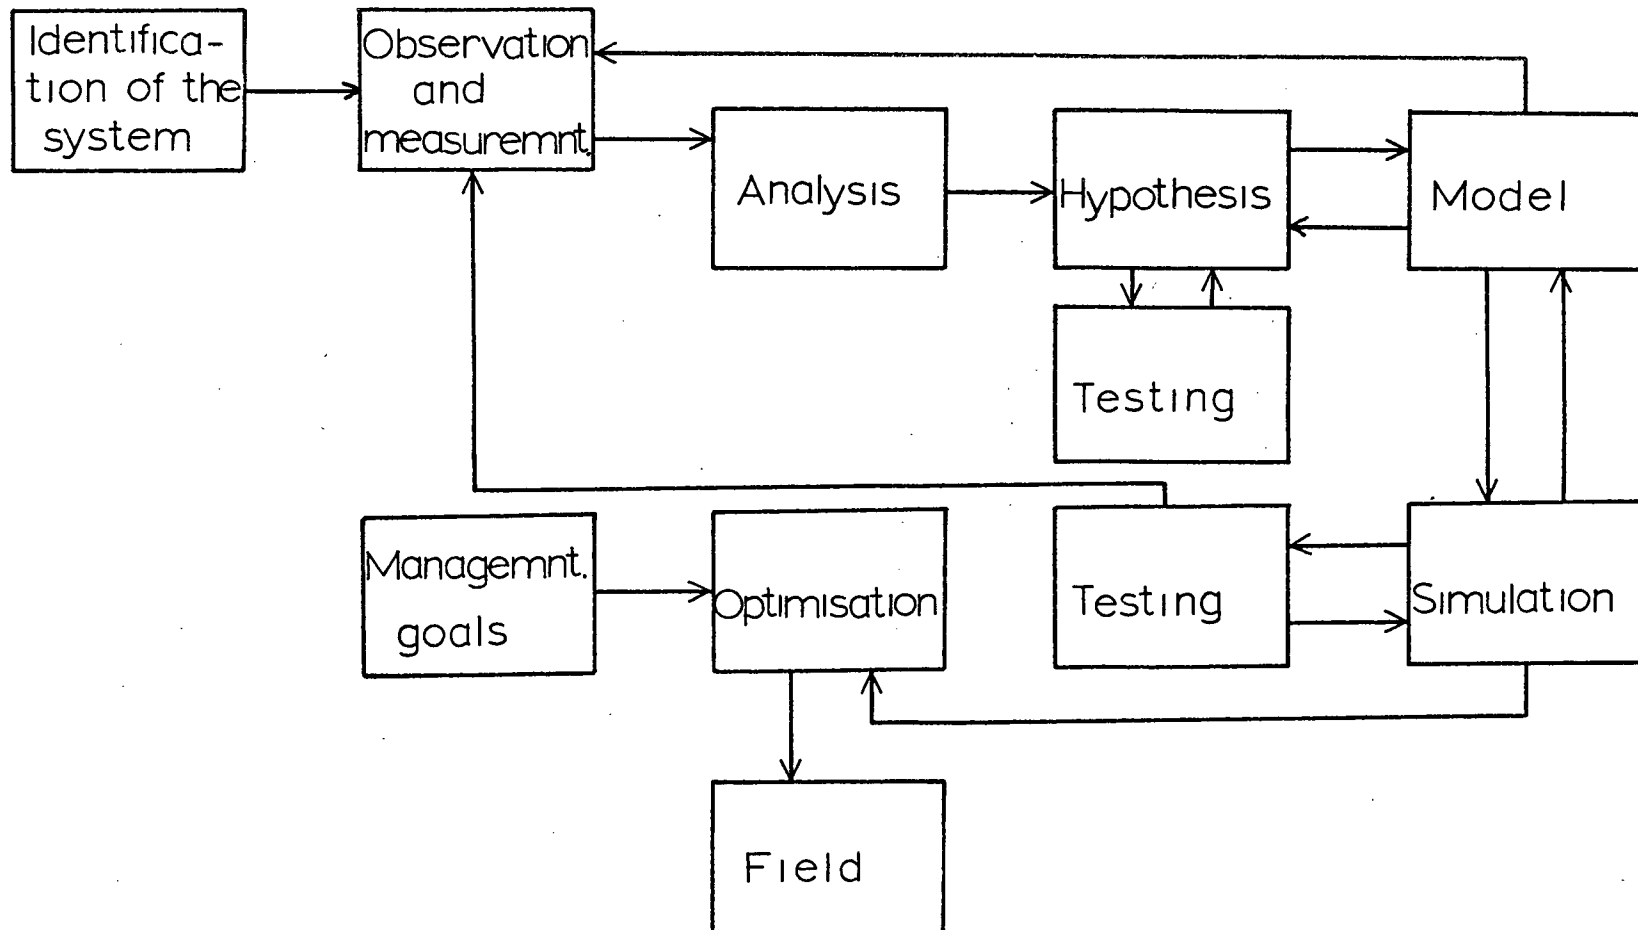 Identifica-
tion of the
system
Observation
and
measuremnt.
Analysis
Hypothesis
Model
Testing
Managemnt.
goals
Optimisation
Testing
Simulation
Field